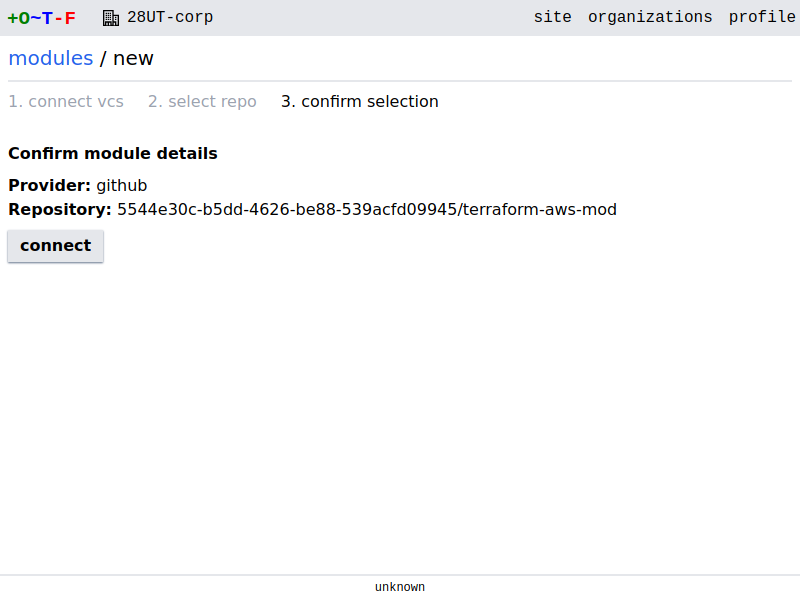 +O~T-F 28UT-corp site organizations profile
modules / new
1. connect vcs 2. select repo 3. confirm selection
Confirm module details
Provider: github
Repository: 5544e30c-b5dd-4626-be88-539acfd09945/terraform-aws-mod
connect
unknown